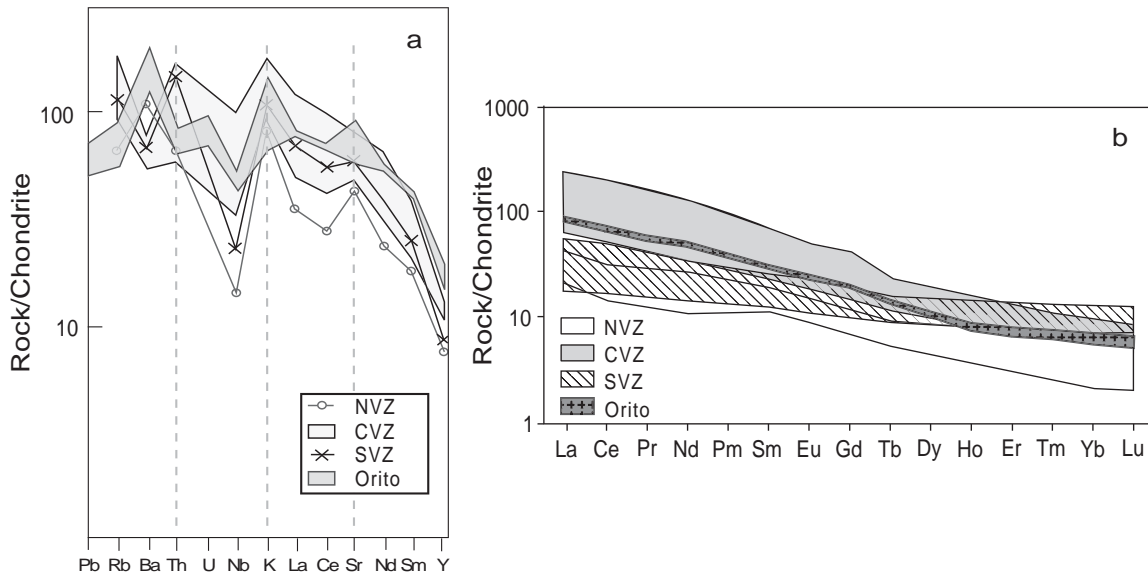 a
Rock/Chondrite
100
10
NVZ
CVZ
SVZ
Orito
Pb Rb Ba Th U Nb K La Ce Sr Nd Sm Y
b
Rock/Chondrite
1000
100
10
1
NVZ
CVZ
SVZ
Orito
La Ce Pr Nd Pm Sm Eu Gd Tb Dy Ho Er Tm Yb Lu